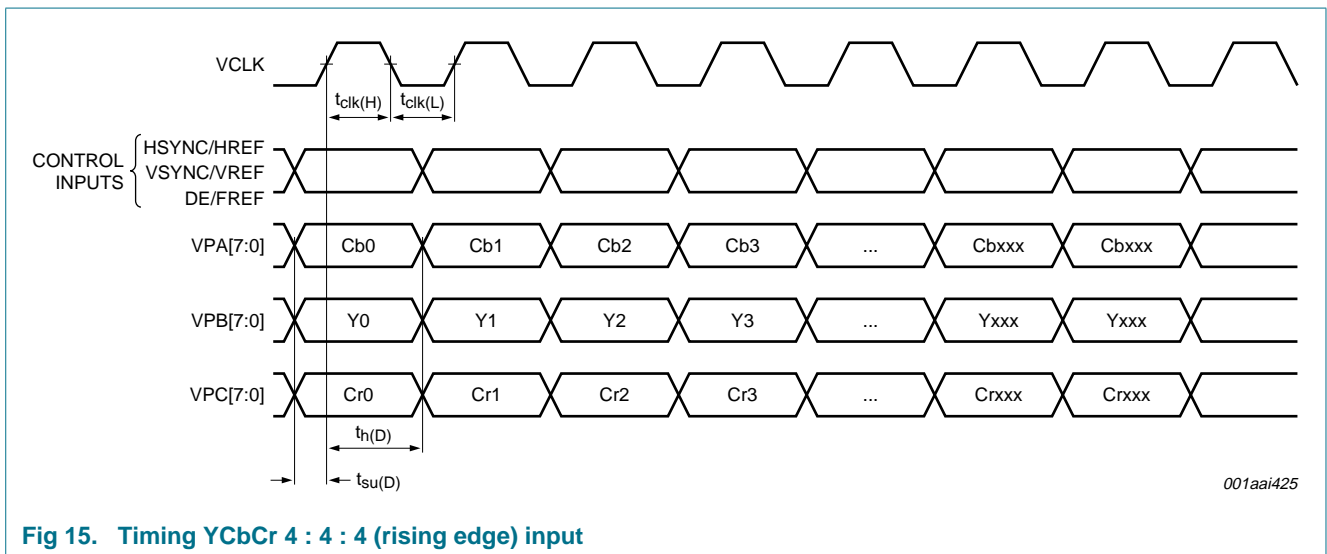 VCLK
tclk(H) tclk(L)
CONTROL INPUTS
HSYNC/HREF
VSYNC/VREF
DE/FREF
VPA[7:0] Cb0 Cb1 Cb2 Cb3 ... Cbxxx Cbxxx
VPB[7:0] Y0 Y1 Y2 Y3 ... Yxxx Yxxx
VPC[7:0] Cr0 Cr1 Cr2 Cr3 ... Crxxx Crxxx
th(D)
tsu(D)
001aai425
Fig 15. Timing YCbCr 4 : 4 : 4 (rising edge) input